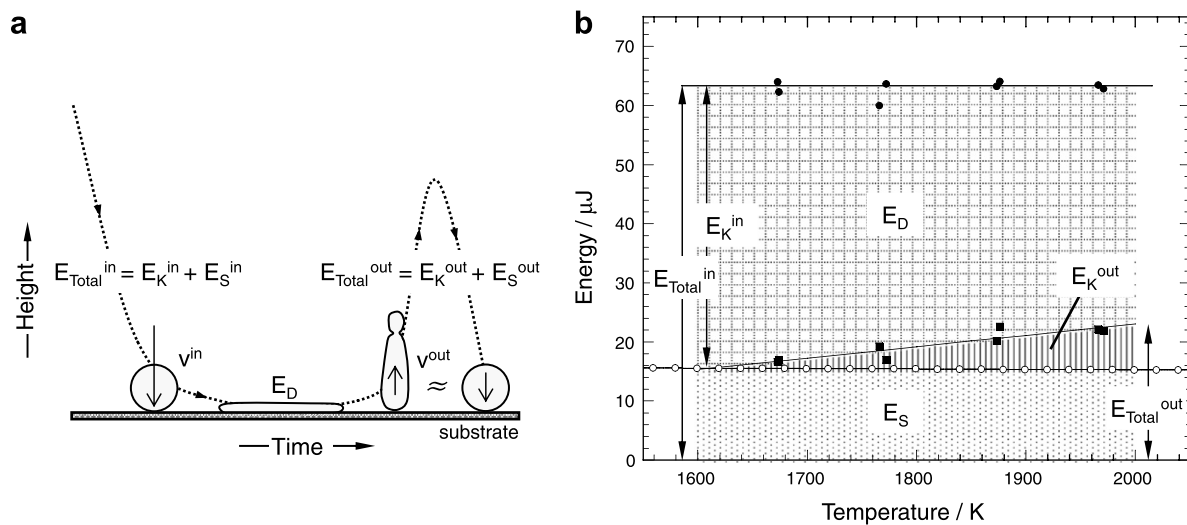 a
Height
E_Total^in = E_K^in + E_S^in
E_Total^out = E_K^out + E_S^out
v^in
E_D
v^out
≈
substrate
Time
b
Energy / μJ
70
60
50
40
30
20
10
0
E_D
E_K^in
E_Total^in
E_K^out
E_S
E_Total^out
1600 1700 1800 1900 2000
Temperature / K